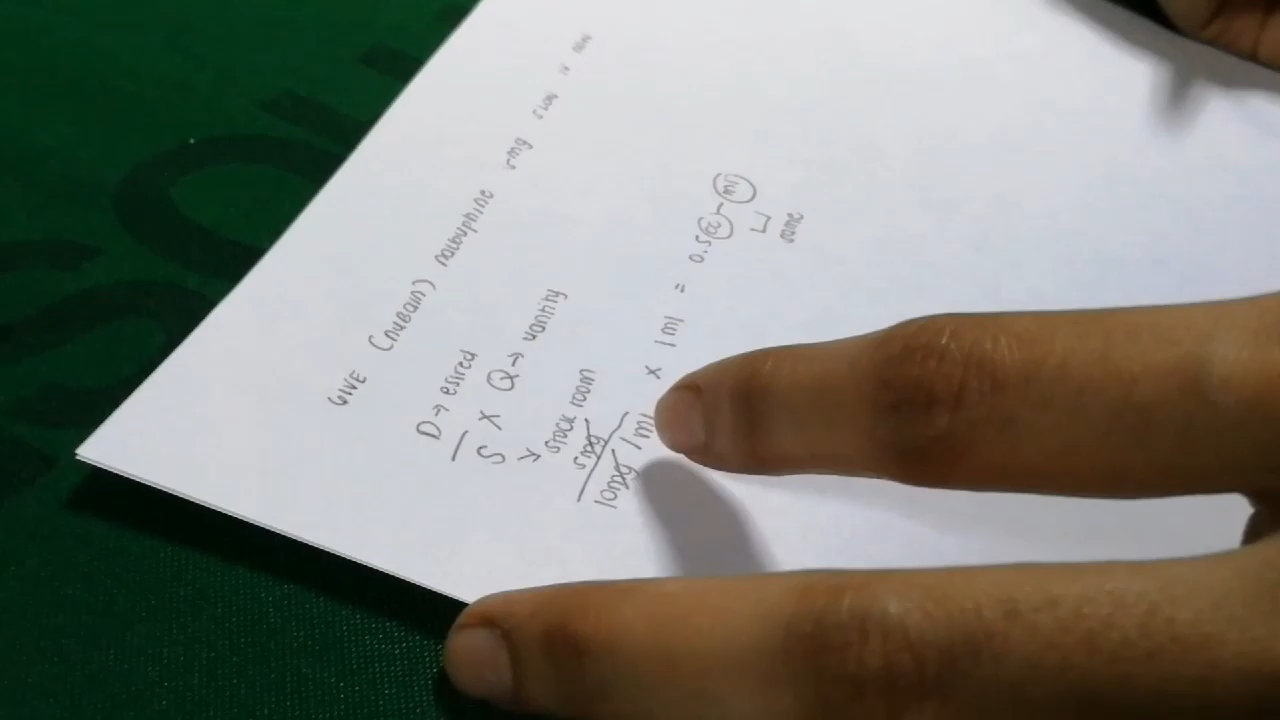 GIVE (NUBAIN) nalbuphine 5mg SLOW IV NOW
D → esired
S X Q → uantity
↓ STOCK ROOM
5mg
10mg/1ml x 1ml = 0.5 cc - ml
same